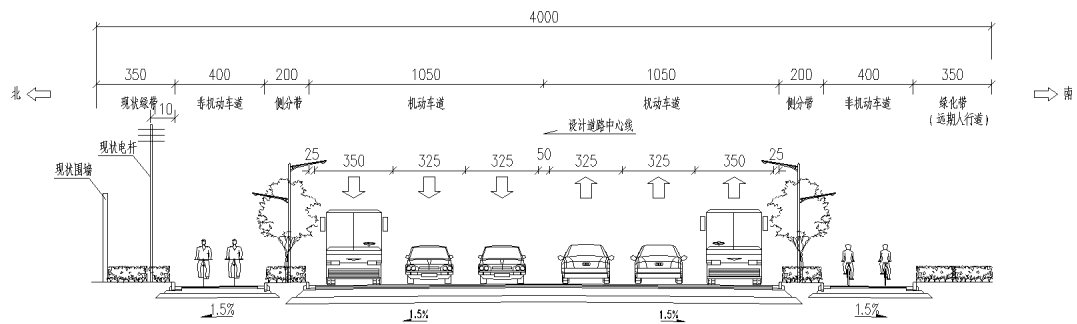 4000
350 400 200 1050 1050 200 400 350
北 现状绿带 非机动车道 侧分带 机动车道 机动车道 侧分带 非机动车道 绿化带 南
(远期人行道)
110
设计道路中心线
现状电杆
现状围墙
25 350 325 325 50 325 325 350 25
1.5% 1.5% 1.5% 1.5%